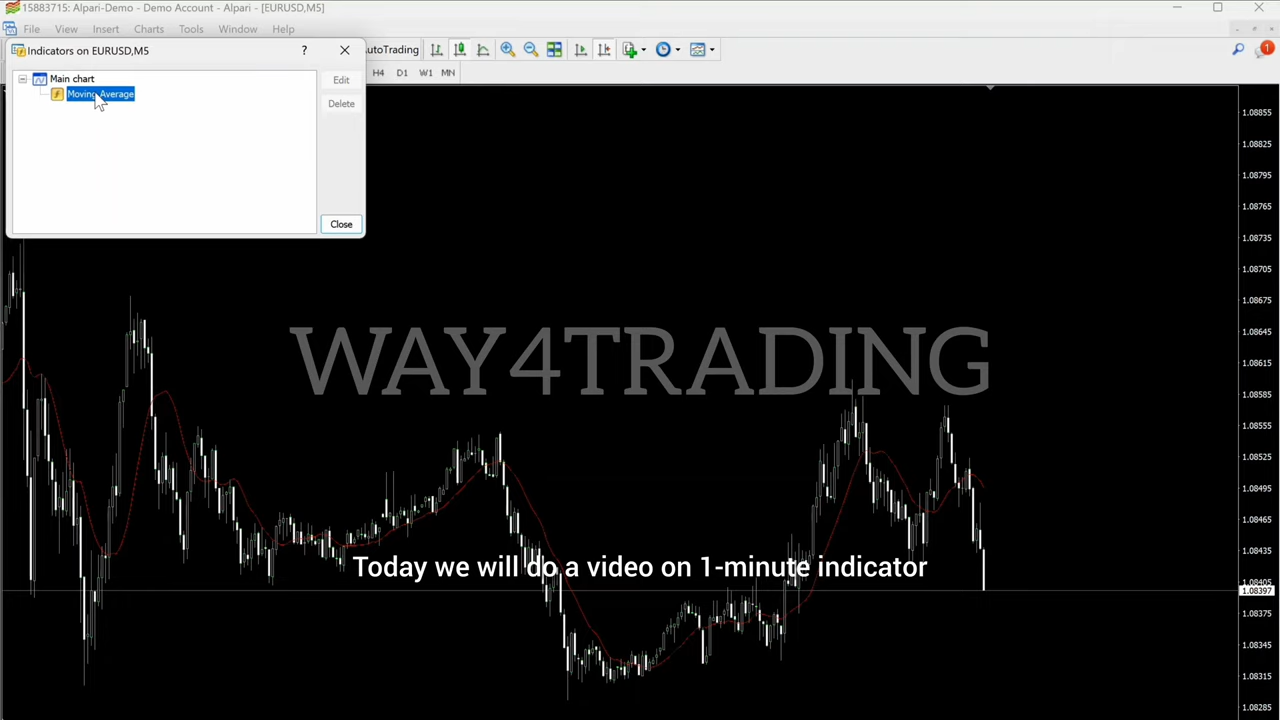 15883715: Alpari-Demo - Demo Account - Alpari - [EURUSD,M5]
File View Insert Charts Tools Window Help
1
Indicators on EURUSD,M5 ?
AutoTrading
H4 D1 W1 MN
Main chart
Moving Average
Edit
Delete
Close
WAY4TRADING
Today we will do a video on 1-minute indicator
1.08855
1.08825
1.08795
1.08765
1.08735
1.08705
1.08675
1.08645
1.08615
1.08585
1.08555
1.08525
1.08495
1.08465
1.08435
1.08405
1.08397
1.08375
1.08345
1.08315
1.08285